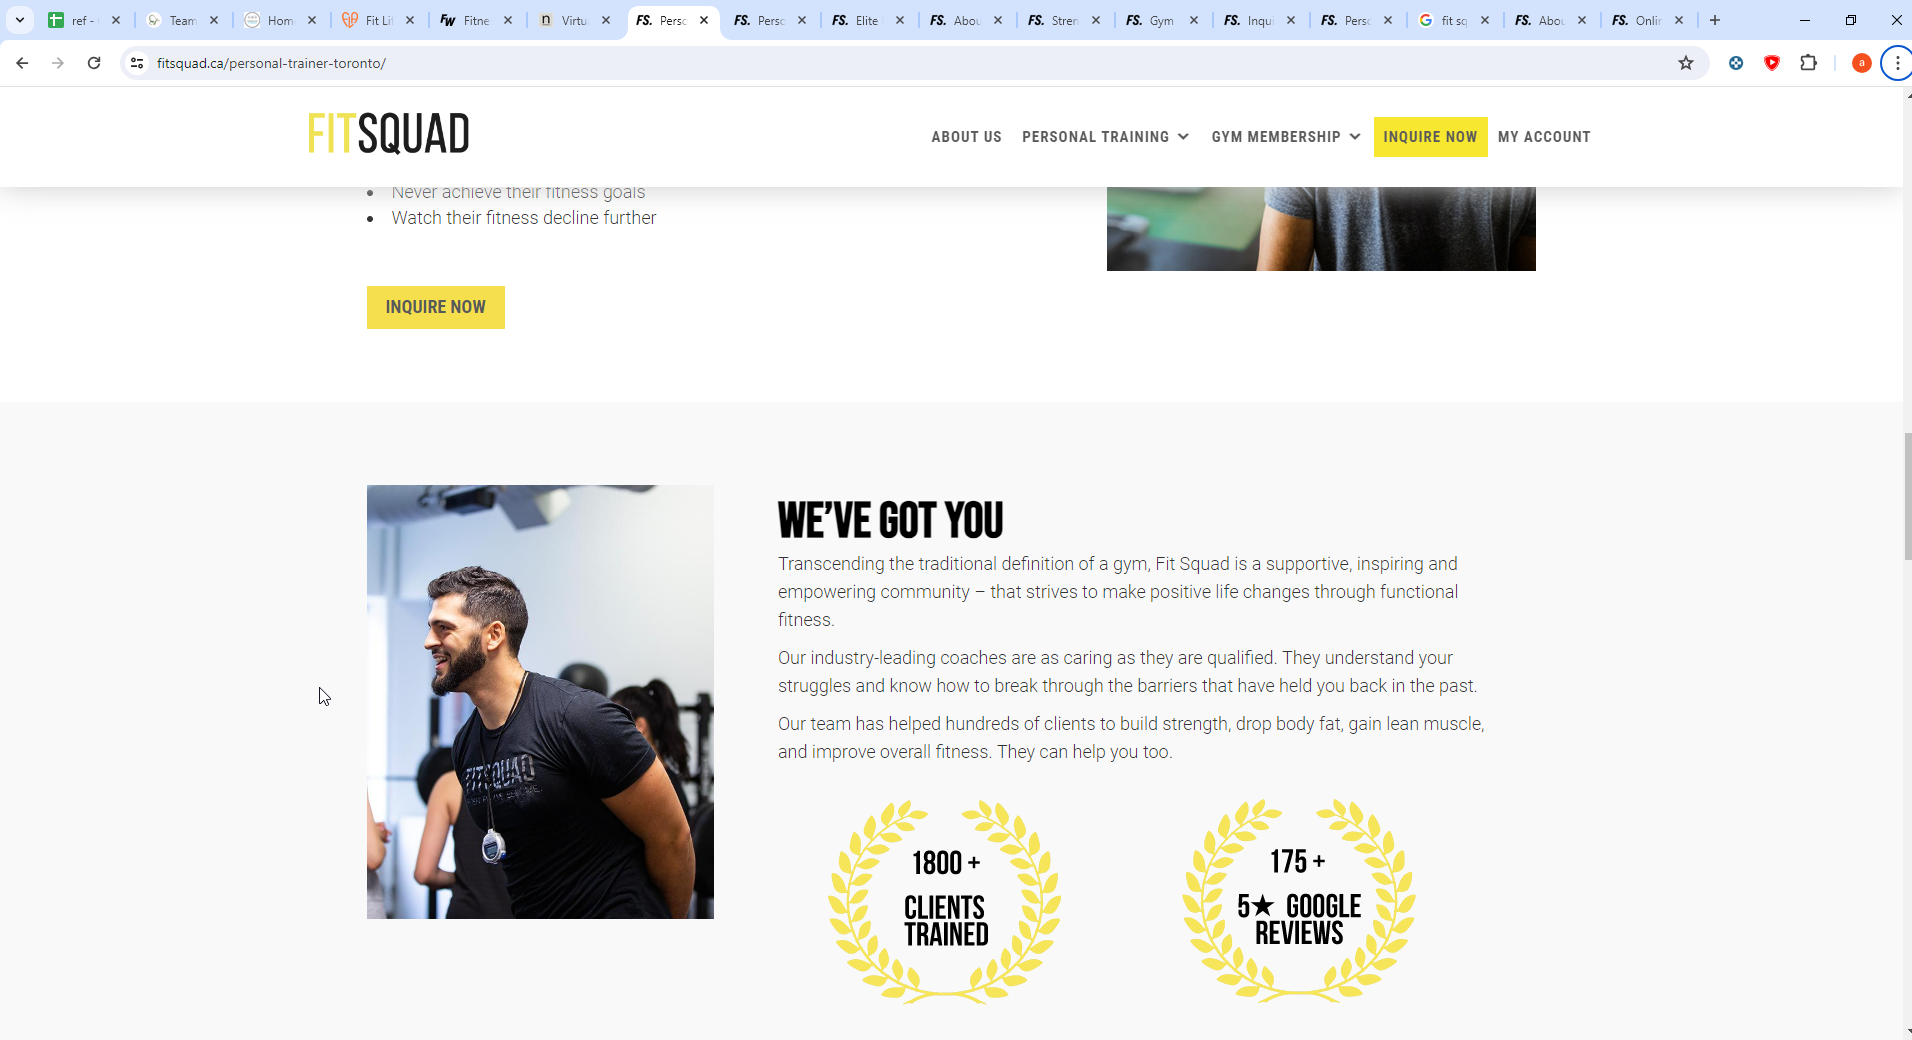 ref -
Team
Hom
Fit Li
Fitne
Virtu
Perso
Perso
Elite
Abou
Stren
Gym
Inqui
Perso
fit sq
Abou
Onlin
fitsquad.ca/personal-trainer-toronto/
a
FITSQUAD
ABOUT US
PERSONAL TRAINING
GYM MEMBERSHIP
INQUIRE NOW
MY ACCOUNT
Never achieve their fitness goals
Watch their fitness decline further
INQUIRE NOW
WE'VE GOT YOU
Transcending the traditional definition of a gym, Fit Squad is a supportive, inspiring and
empowering community – that strives to make positive life changes through functional
fitness.
Our industry-leading coaches are as caring as they are qualified. They understand your
struggles and know how to break through the barriers that have held you back in the past.
Our team has helped hundreds of clients to build strength, drop body fat, gain lean muscle,
and improve overall fitness. They can help you too.
FITSQUAD
1800 +
CLIENTS
TRAINED
175 +
5★ GOOGLE
REVIEWS